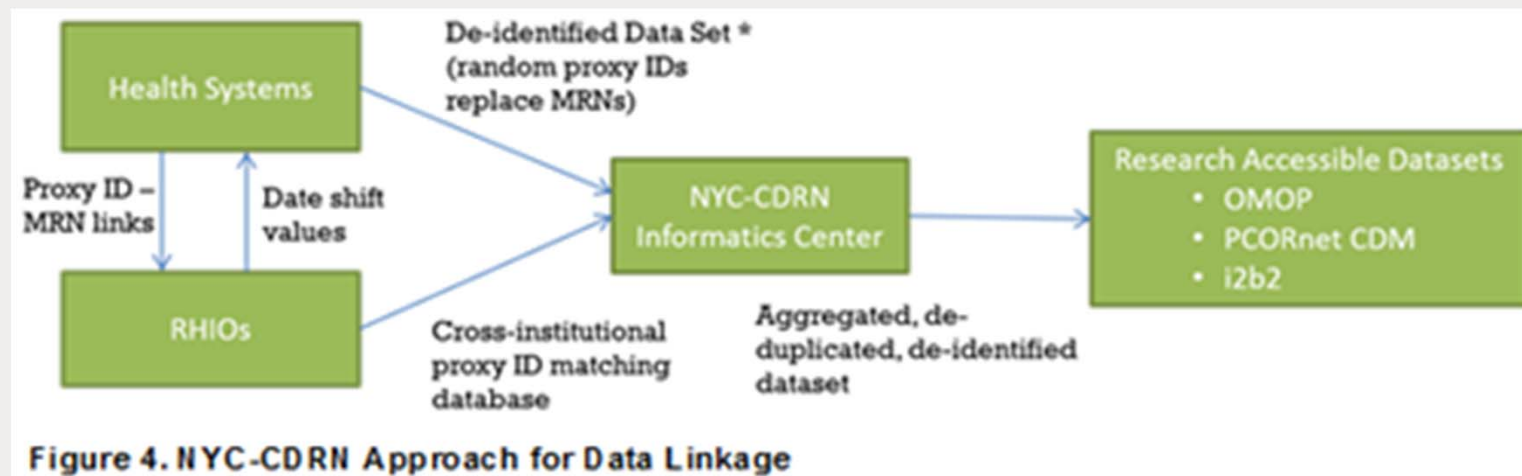 Health Systems
De-identified Data Set *
(random proxy IDs
replace MRNs)
Proxy ID –
MRN links
Date shift
values
RHIOs
Cross-institutional
proxy ID matching
database
NYC-CDRN
Informatics Center
Aggregated, de-
duplicated, de-identified
dataset
Research Accessible Datasets
• OMOP
• PCORnet CDM
• i2b2
Figure 4. NYC-CDRN Approach for Data Linkage